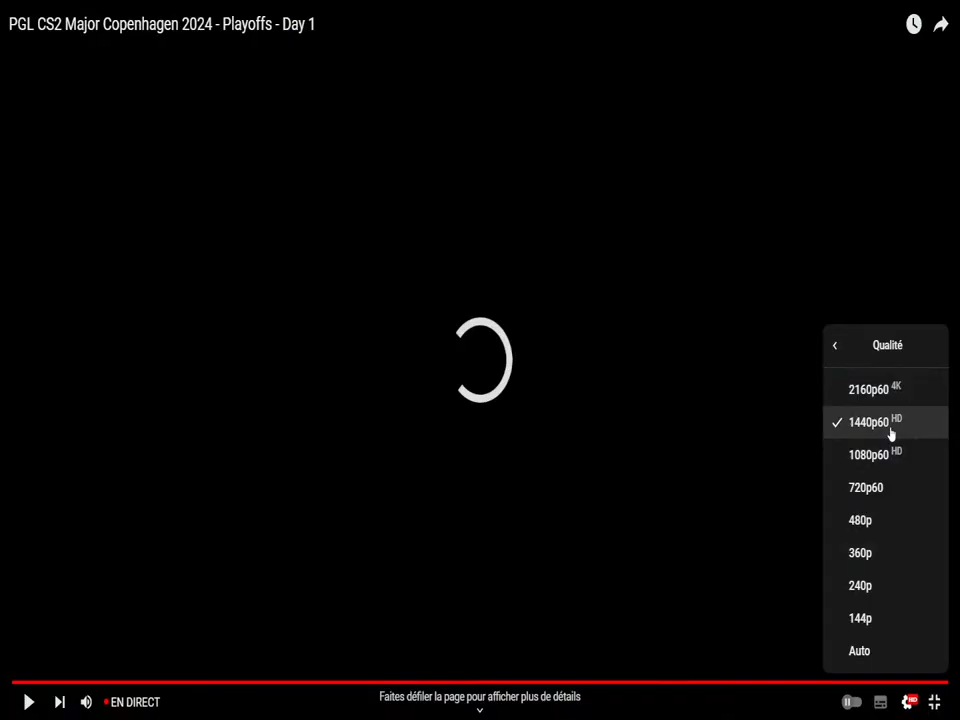 PGL CS2 Major Copenhagen 2024 - Playoffs - Day 1
Qualité
2160p60 4K
1440p60 HD
1080p60 HD
720p60
480p
360p
240p
144p
Auto
EN DIRECT
Faites défiler la page pour afficher plus de détails
HD